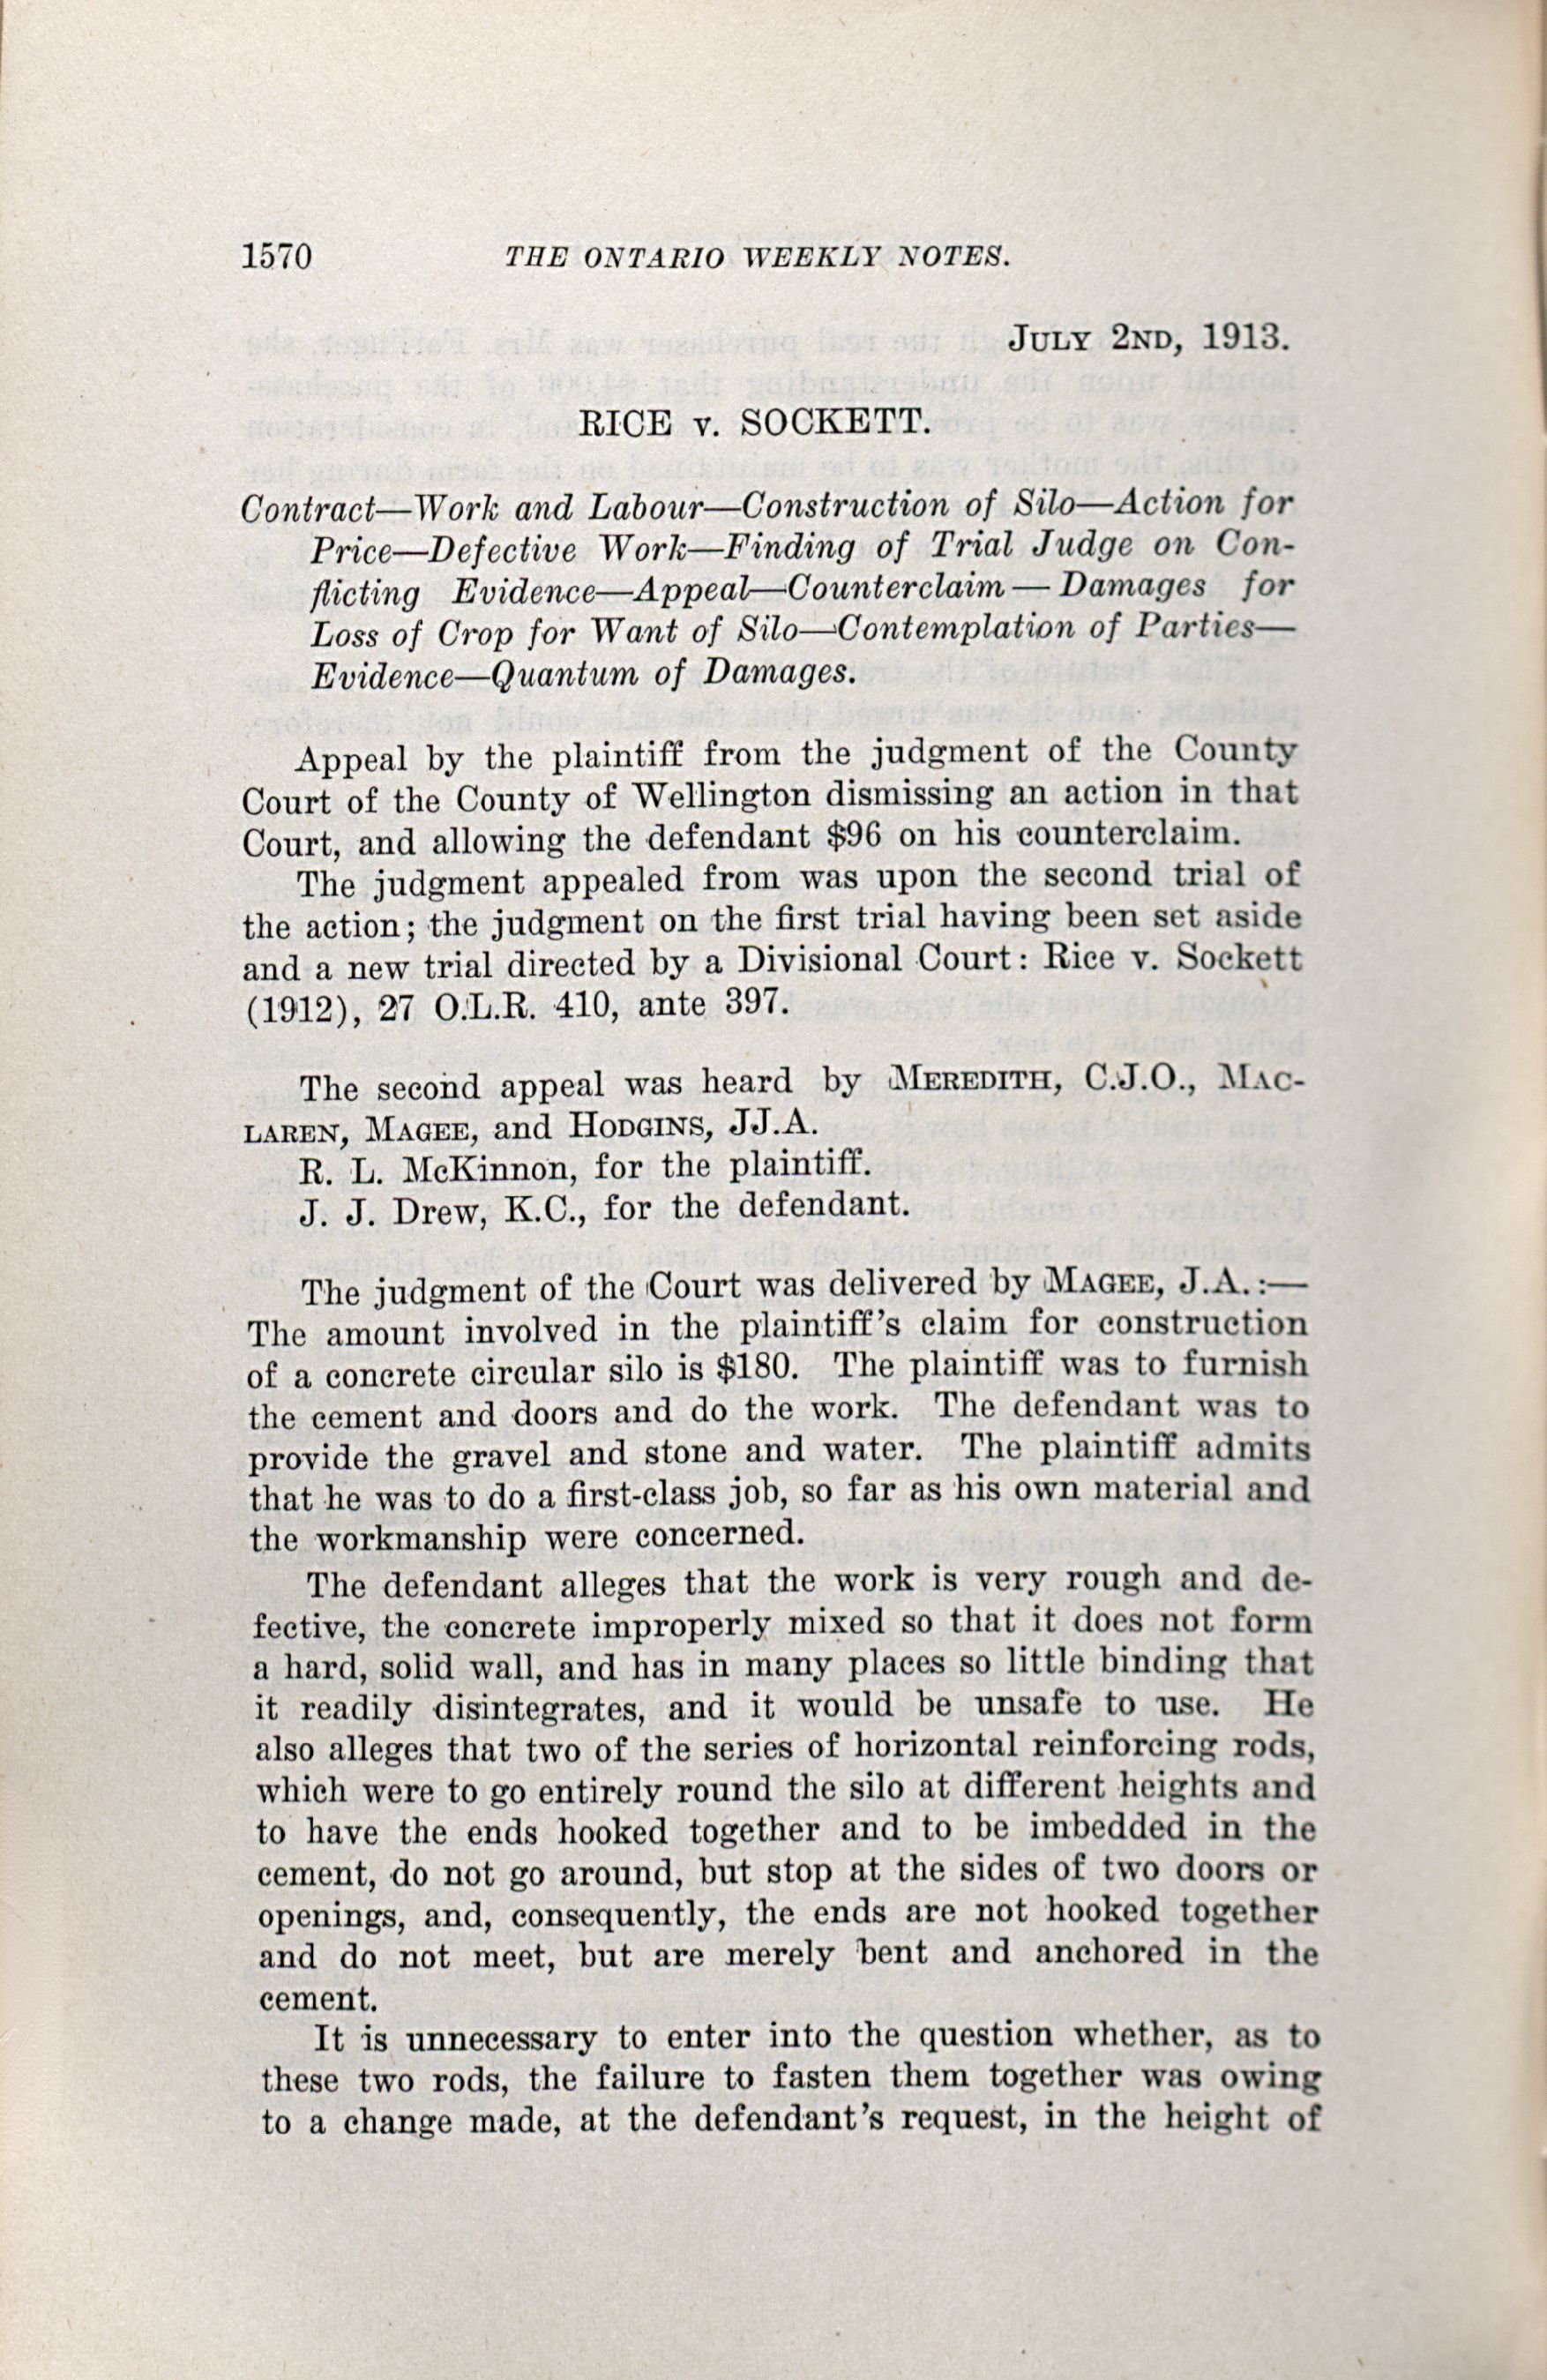 1570 THE ONTARIO WEEKLY NOTES.
JULY 2ND, 1913.
RICE v. SOCKETT.
Contract—Work and Labour—Construction of Silo—Action for
Price—Defective Work—Finding of Trial Judge on Con-
flicting Evidence—Appeal—Counterclaim—Damages for
Loss of Crop for Want of Silo—Contemplation of Parties—
Evidence—Quantum of Damages.
Appeal by the plaintiff from the judgment of the County
Court of the County of Wellington dismissing an action in that
Court, and allowing the defendant $96 on his counterclaim.
The judgment appealed from was upon the second trial of
the action; the judgment on the first trial having been set aside
and a new trial directed by a Divisional Court: Rice v. Sockett
(1912), 27 O.L.R. 410, ante 397.
The second appeal was heard by MEREDITH, C.J.O., MAC-
LAREN, MAGEE, and HODGINS, JJ.A.
R. L. McKinnon, for the plaintiff.
J. J. Drew, K.C., for the defendant.
The judgment of the Court was delivered by MAGEE, J.A.:—
The amount involved in the plaintiff's claim for construction
of a concrete circular silo is $180. The plaintiff was to furnish
the cement and doors and do the work. The defendant was to
provide the gravel and stone and water. The plaintiff admits
that he was to do a first-class job, so far as his own material and
the workmanship were concerned.
The defendant alleges that the work is very rough and de-
fective, the concrete improperly mixed so that it does not form
a hard, solid wall, and has in many places so little binding that
it readily disintegrates, and it would be unsafe to use. He
also alleges that two of the series of horizontal reinforcing rods,
which were to go entirely round the silo at different heights and
to have the ends hooked together and to be imbedded in the
cement, do not go around, but stop at the sides of two doors or
openings, and, consequently, the ends are not hooked together
and do not meet, but are merely bent and anchored in the
cement.
It is unnecessary to enter into the question whether, as to
these two rods, the failure to fasten them together was owing
to a change made, at the defendant's request, in the height of